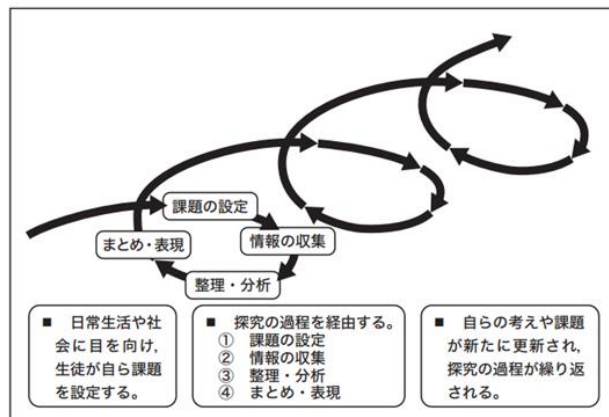 課題の設定
まとめ・表現
情報の収集
整理・分析
■ 日常生活や社
会に目を向け,
生徒が自ら課題
を設定する。
■ 探究の過程を経由する。
① 課題の設定
② 情報の収集
③ 整理・分析
④ まとめ・表現
■ 自らの考えや課題
が新たに更新され,
探究の過程が繰り返
される。